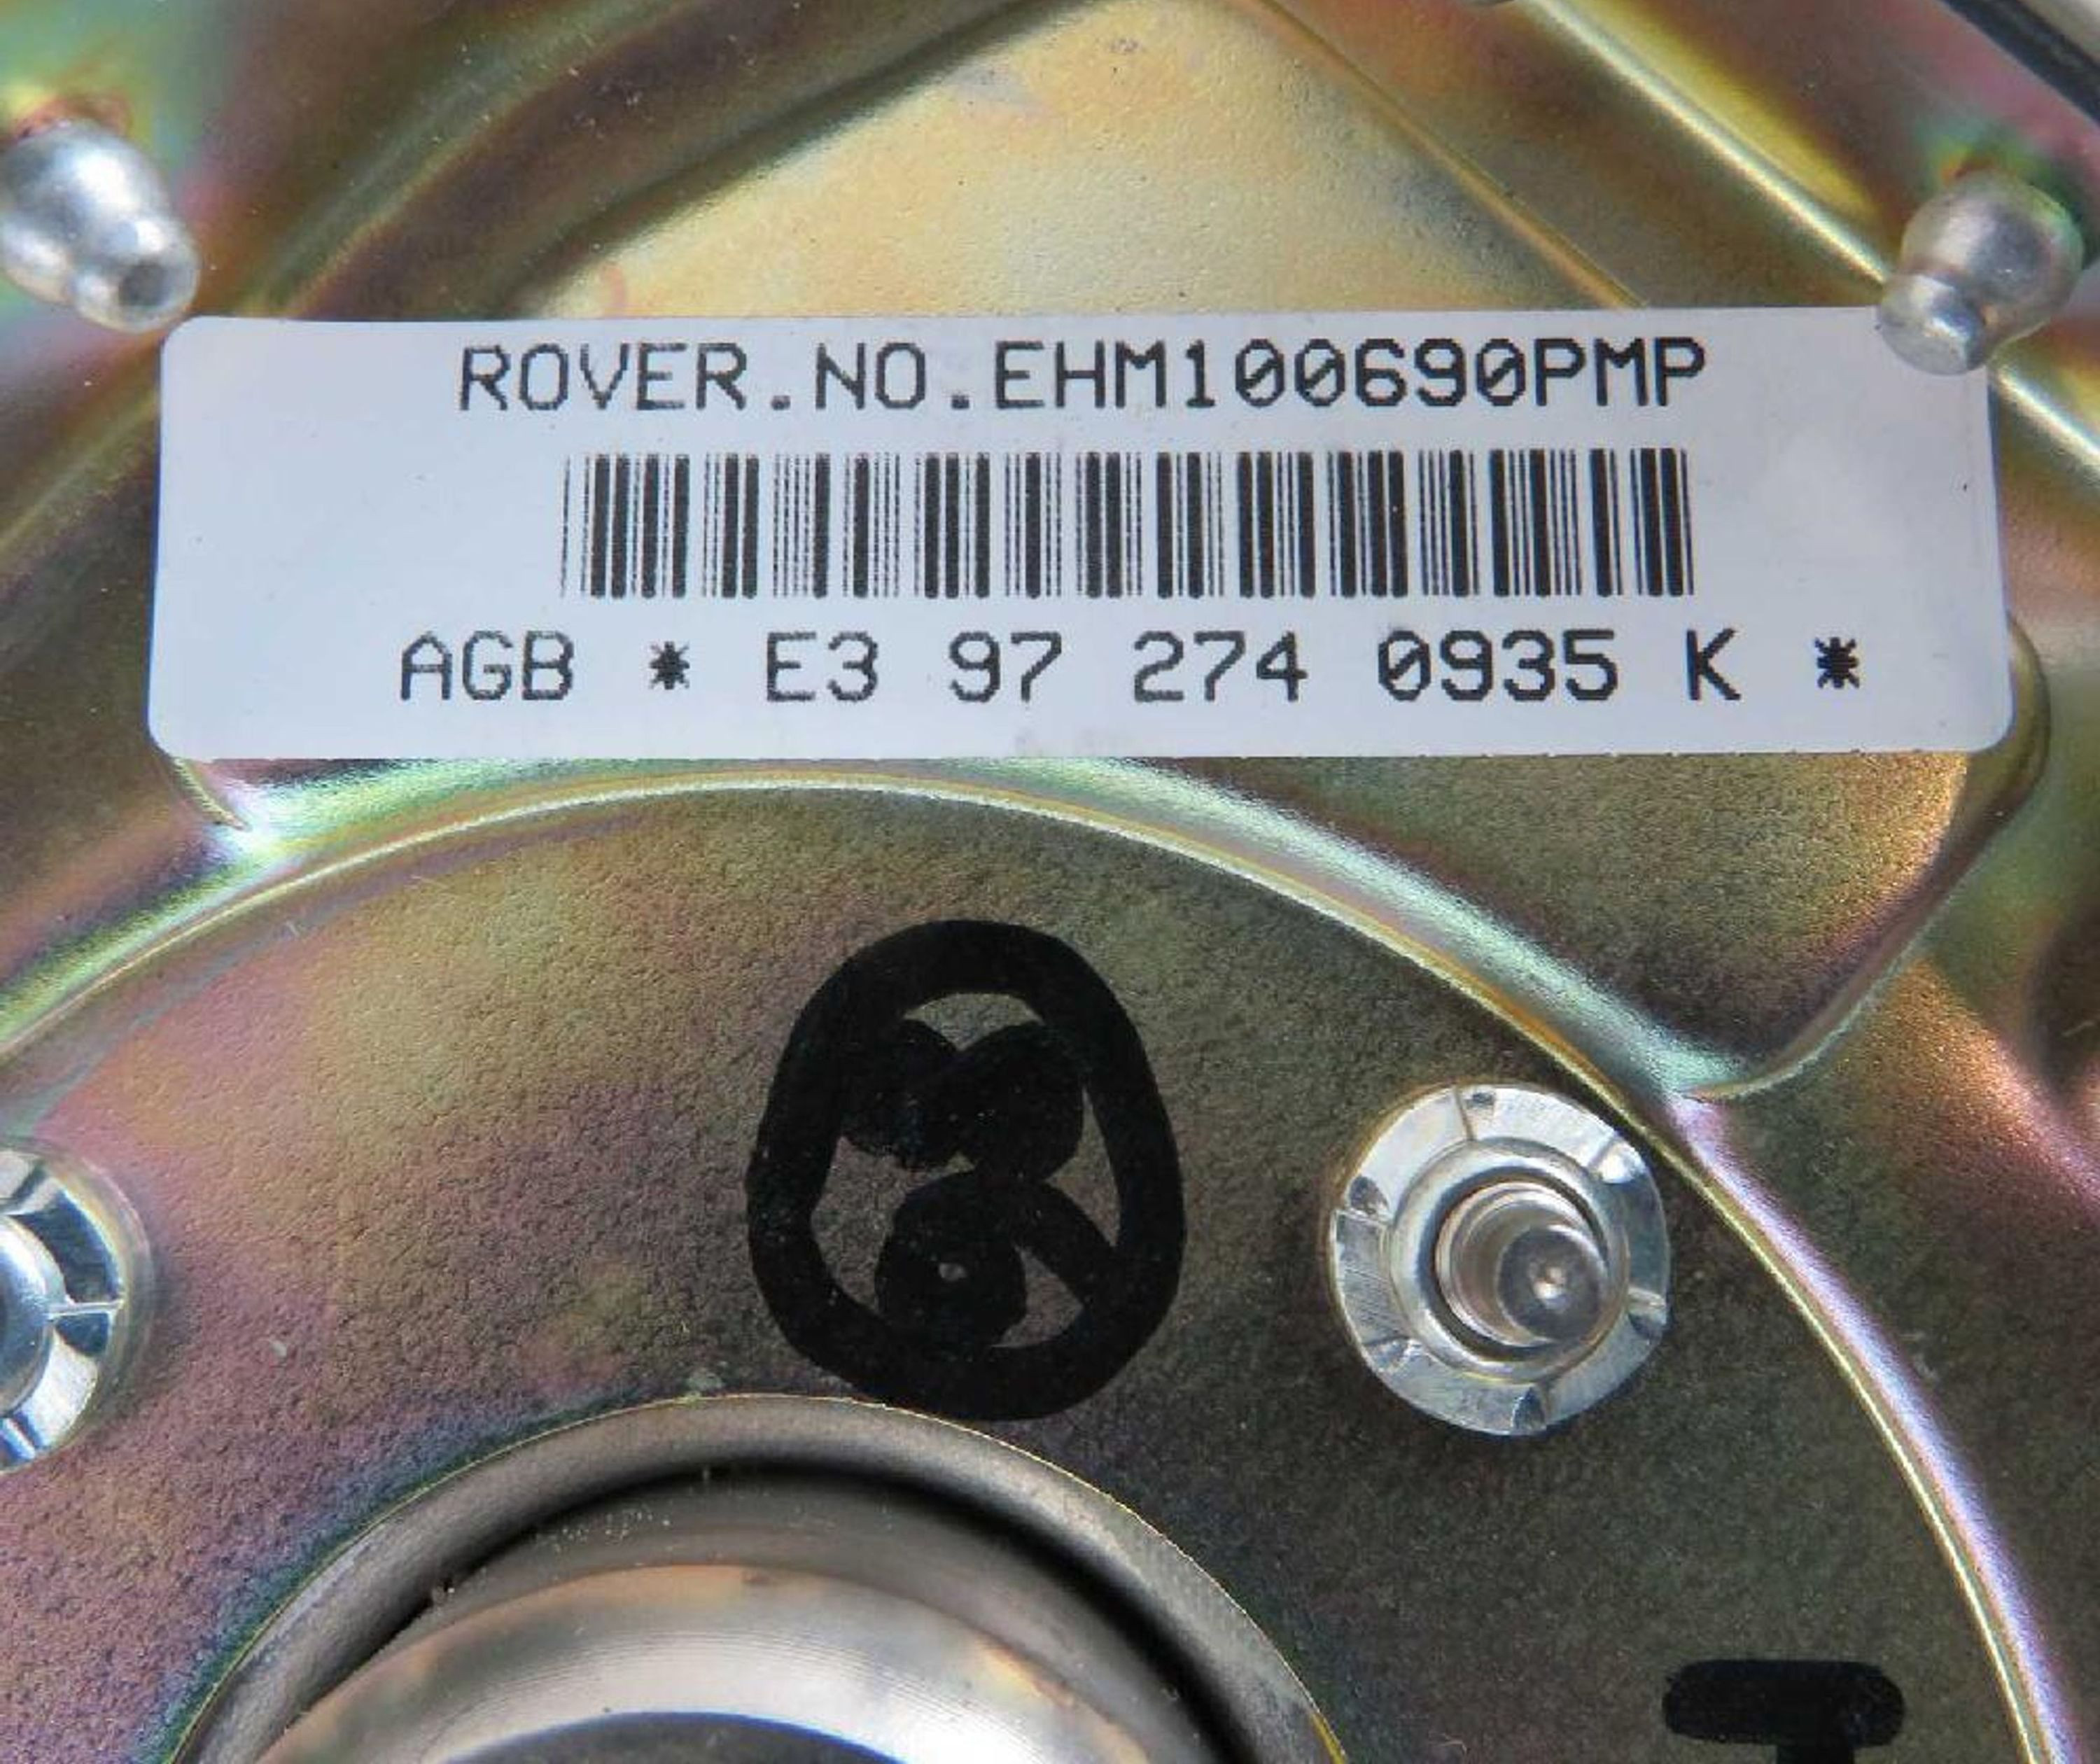 ROVER.NO.EHM100690PMP
AGB * E3 97 274 0935 K *